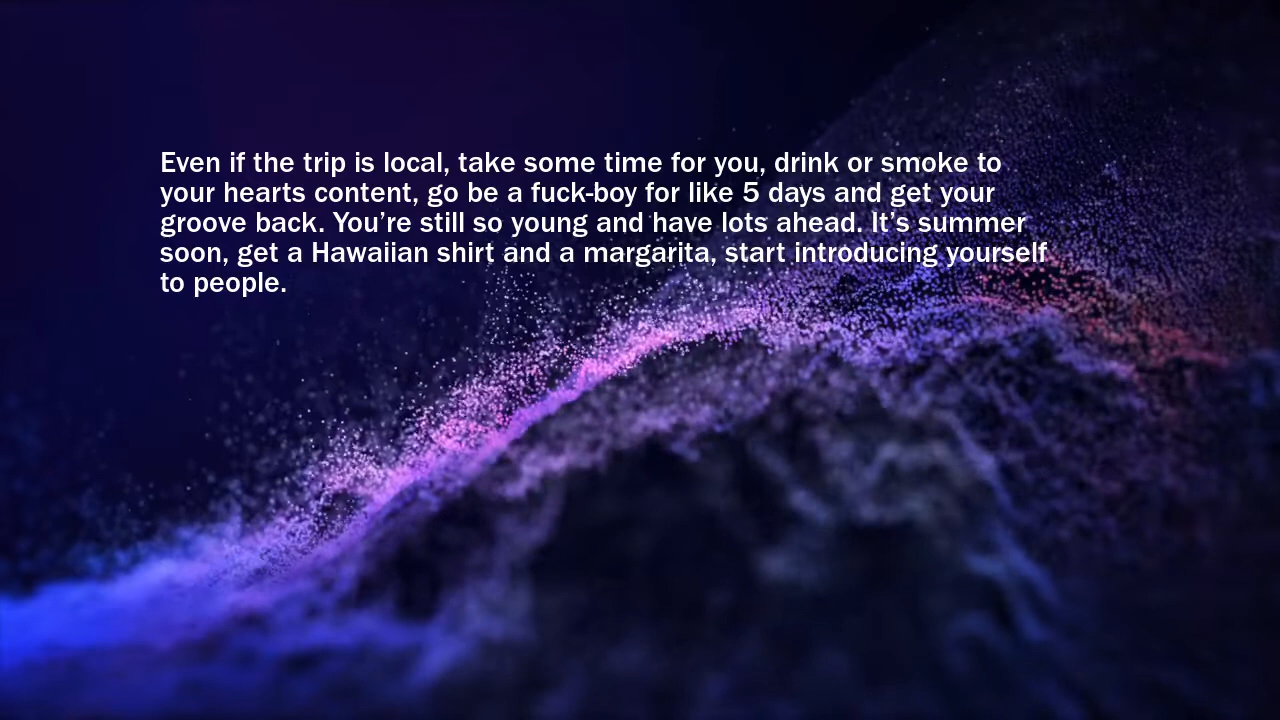 Even if the trip is local, take some time for you, drink or smoke to
your hearts content, go be a fuck-boy for like 5 days and get your
groove back. You’re still so young and have lots ahead. It’s summer
soon, get a Hawaiian shirt and a margarita, start introducing yourself
to people.